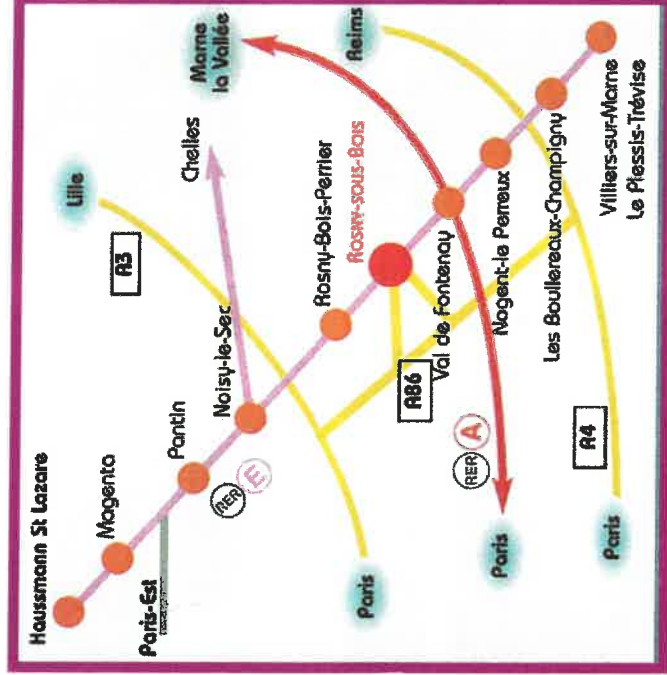 Haussmann St Lazare
Magenta
Paris-Est
Pantin
RER E
Noisy-le-Sec
Lille
A3
Chelles
Marne
la Vallée
Rosny-Bois-Perrier
ROSNY-SOUS-BOIS
Reims
A86
Val de Fontenay
RER A
Nogent-le Perreux
Les Boullereaux-Champigny
Villiers-sur-Marne
Le Plessis-Trévise
A4
Paris
Paris
Paris